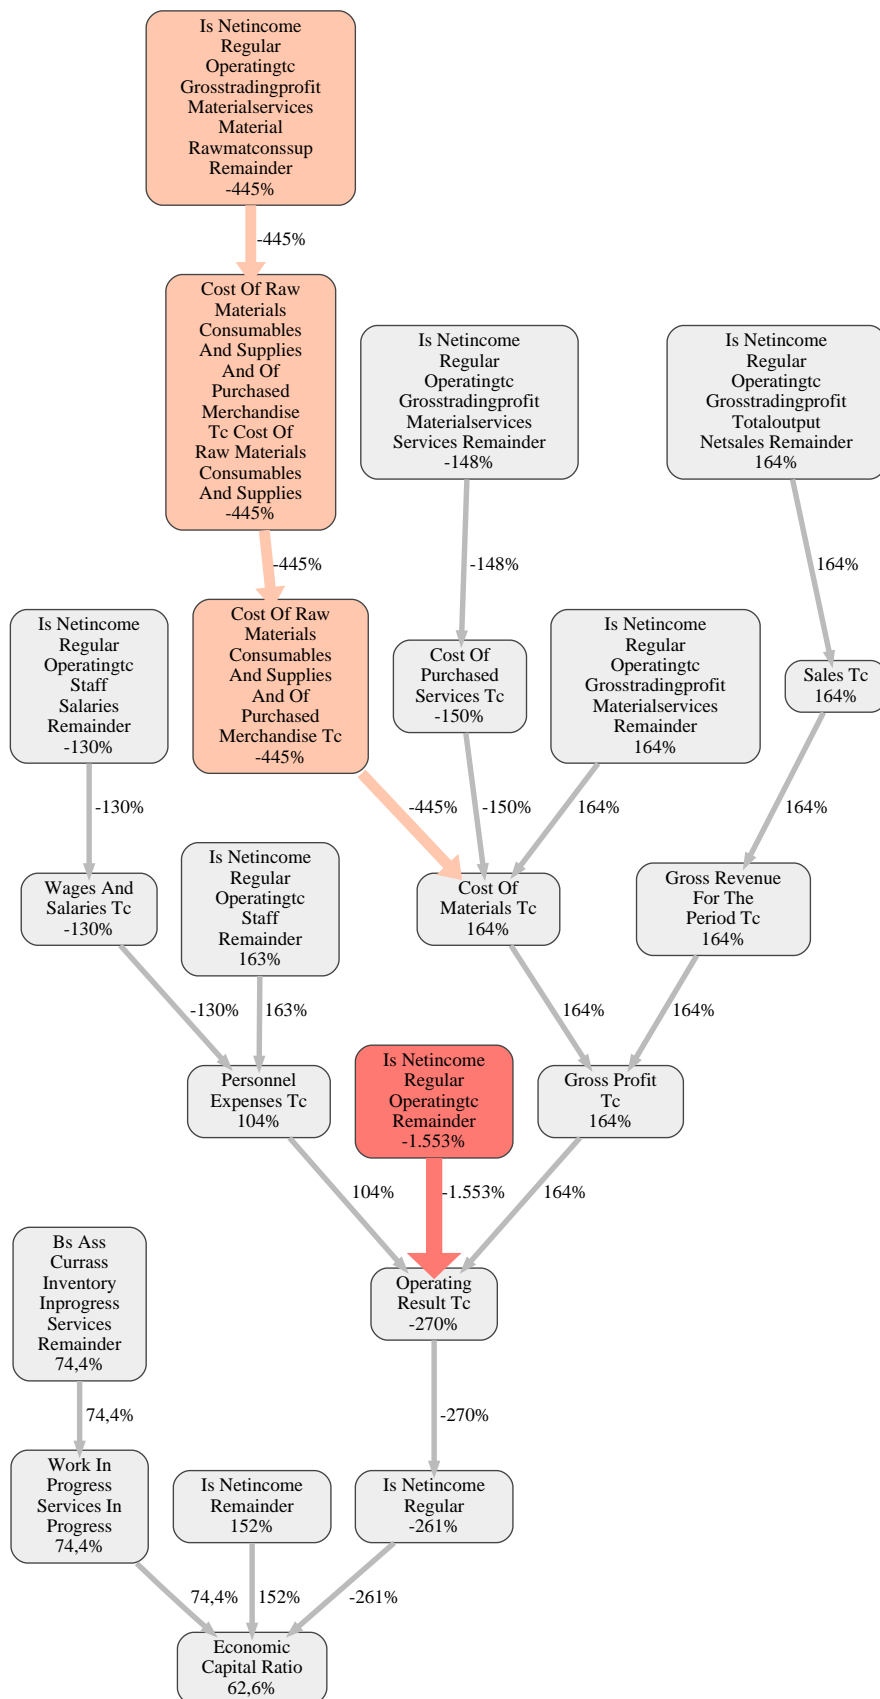 Is Netincome
Regular
Operatingtc
Grosstradingprofit
Materialservices
Material
Rawmatconssup
Remainder
-445%
-445%
Cost Of Raw
Materials
Consumables
And Supplies
And Of
Purchased
Merchandise
Tc Cost Of
Raw Materials
Consumables
And Supplies
-445%
Is Netincome
Regular
Operatingtc
Grosstradingprofit
Materialservices
Services Remainder
-148%
Is Netincome
Regular
Operatingtc
Grosstradingprofit
Totaloutput
Netsales Remainder
164%
-445%
-148%
164%
Is Netincome
Regular
Operatingtc
Staff
Salaries
Remainder
-130%
Cost Of Raw
Materials
Consumables
And Supplies
And Of
Purchased
Merchandise Tc
-445%
Cost Of
Purchased
Services Tc
-150%
Is Netincome
Regular
Operatingtc
Grosstradingprofit
Materialservices
Remainder
164%
Sales Tc
164%
-130%
-445%
-150%
164%
164%
Wages And
Salaries Tc
-130%
Is Netincome
Regular
Operatingtc
Staff
Remainder
163%
Cost Of
Materials Tc
164%
Gross Revenue
For The
Period Tc
164%
-130%
163%
164%
164%
Personnel
Expenses Tc
104%
Is Netincome
Regular
Operatingtc
Remainder
-1.553%
Gross Profit
Tc
164%
104%
-1.553%
164%
Bs Ass
Currass
Inventory
Inprogress
Services
Remainder
74,4%
Operating
Result Tc
-270%
74,4%
-270%
Work In
Progress
Services In
Progress
74,4%
Is Netincome
Remainder
152%
Is Netincome
Regular
-261%
74,4%
152%
-261%
Economic
Capital Ratio
62,6%